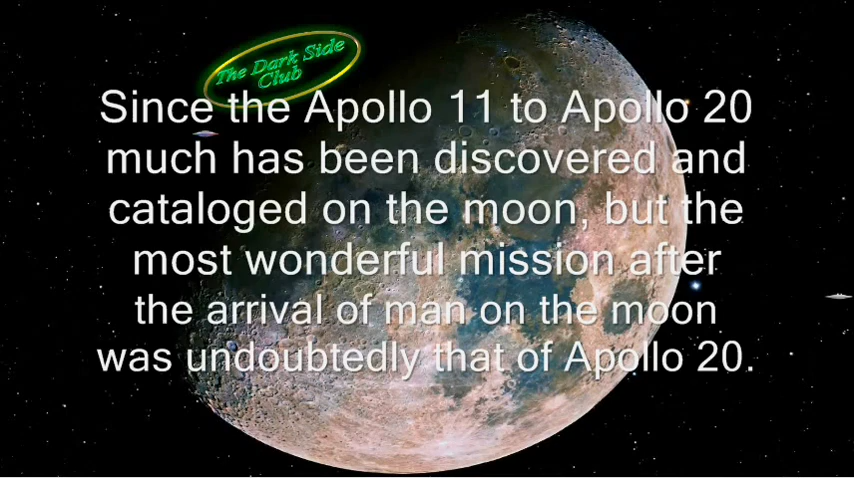 The Dark Side
Club
Since the Apollo 11 to Apollo 20
much has been discovered and
cataloged on the moon, but the
most wonderful mission after
the arrival of man on the moon
was undoubtedly that of Apollo 20.